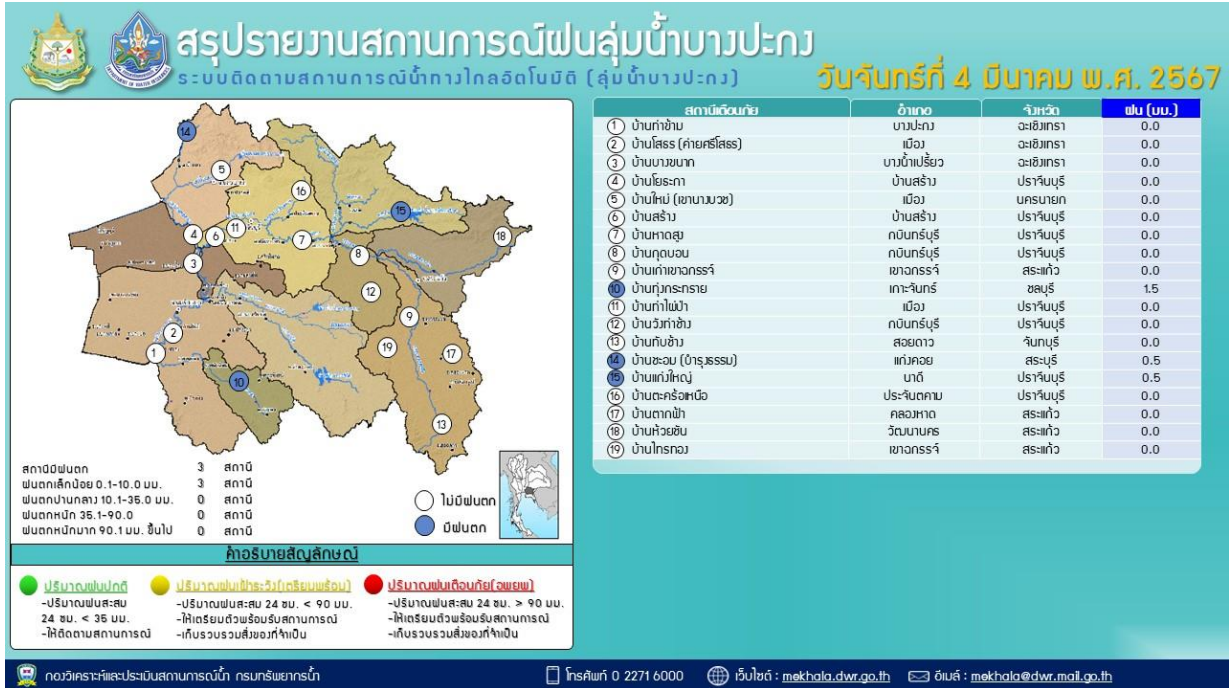 สรุปรายงานสถานการณ์ฝนลุ่มน้ำบางปะกง
ระบบติดตามสถานการณ์น้ำทางไกลอัตโนมัติ (ลุ่มน้ำบางปะกง)
วันจันทร์ที่ 4 มีนาคม พ.ศ. 2567
สถานีเตือนภัย อำเภอ จังหวัด ฝน (มม.)
1 บ้านท่าข้าม บางปะกง ฉะเชิงเทรา 0.0
2 บ้านโสธร (ค่ายศรีโสธร) เมือง ฉะเชิงเทรา 0.0
3 บ้านบางขนาก บางน้ำเปรี้ยว ฉะเชิงเทรา 0.0
4 บ้านโยธะกา บ้านสร้าง ปราจีนบุรี 0.0
5 บ้านใหม่ (เขานางบวช) เมือง นครนายก 0.0
6 บ้านสร้าง บ้านสร้าง ปราจีนบุรี 0.0
7 บ้านหาดสูง กบินทร์บุรี ปราจีนบุรี 0.0
8 บ้านกุดบอน กบินทร์บุรี ปราจีนบุรี 0.0
9 บ้านเก่าเขาฉกรรจ์ เขาฉกรรจ์ สระแก้ว 0.0
10 บ้านทุ่งกระทราย เกาะจันทร์ ชลบุรี 1.5
11 บ้านท่าไผ่ป่า เมือง ปราจีนบุรี 0.0
12 บ้านวังท่าช้าง กบินทร์บุรี ปราจีนบุรี 0.0
13 บ้านทับช้าง สอยดาว จันทบุรี 0.0
14 บ้านชะอม (บำรุงธรรม) แก่งคอย สระบุรี 0.5
15 บ้านแก่งใหญ่ นาดี ปราจีนบุรี 0.5
16 บ้านตะคร้อเหนือ ประจันตคาม ปราจีนบุรี 0.0
17 บ้านตากฟ้า คลองหาด สระแก้ว 0.0
18 บ้านห้วยชัน วัฒนานคร สระแก้ว 0.0
19 บ้านไทรทอง เขาฉกรรจ์ สระแก้ว 0.0
14
5
16
15
4 6 11 7 18
3 8
12
9
2
1 19 17
10
13
สถานีมีฝนตก 3 สถานี
ฝนตกเล็กน้อย 0.1-10.0 มม. 3 สถานี
ฝนตกปานกลาง 10.1-35.0 มม. 0 สถานี
ฝนตกหนัก 35.1-90.0 0 สถานี
ฝนตกหนักมาก 90.1 มม. ขึ้นไป 0 สถานี
ไม่มีฝนตก
มีฝนตก
คำอธิบายสัญลักษณ์
ปริมาณฝนปกติ
-ปริมาณฝนสะสม
24 ชม. < 35 มม.
-ให้ติดตามสถานการณ์
ปริมาณฝนเฝ้าระวัง(เตรียมพร้อม)
-ปริมาณฝนสะสม 24 ชม. < 90 มม.
-ให้เตรียมตัวพร้อมรับสถานการณ์
-เก็บรวบรวมสิ่งของที่จำเป็น
ปริมาณฝนเตือนภัย(อพยพ)
-ปริมาณฝนสะสม 24 ชม. > 90 มม.
-ให้เตรียมตัวพร้อมรับสถานการณ์
-เก็บรวบรวมสิ่งของที่จำเป็น
กองวิเคราะห์และประเมินสถานการณ์น้ำ กรมทรัพยากรน้ำ
โทรศัพท์ 0 2271 6000
เว็บไซต์ : mekhala.dwr.go.th
อีเมล์ : mekhala@dwr.mail.go.th